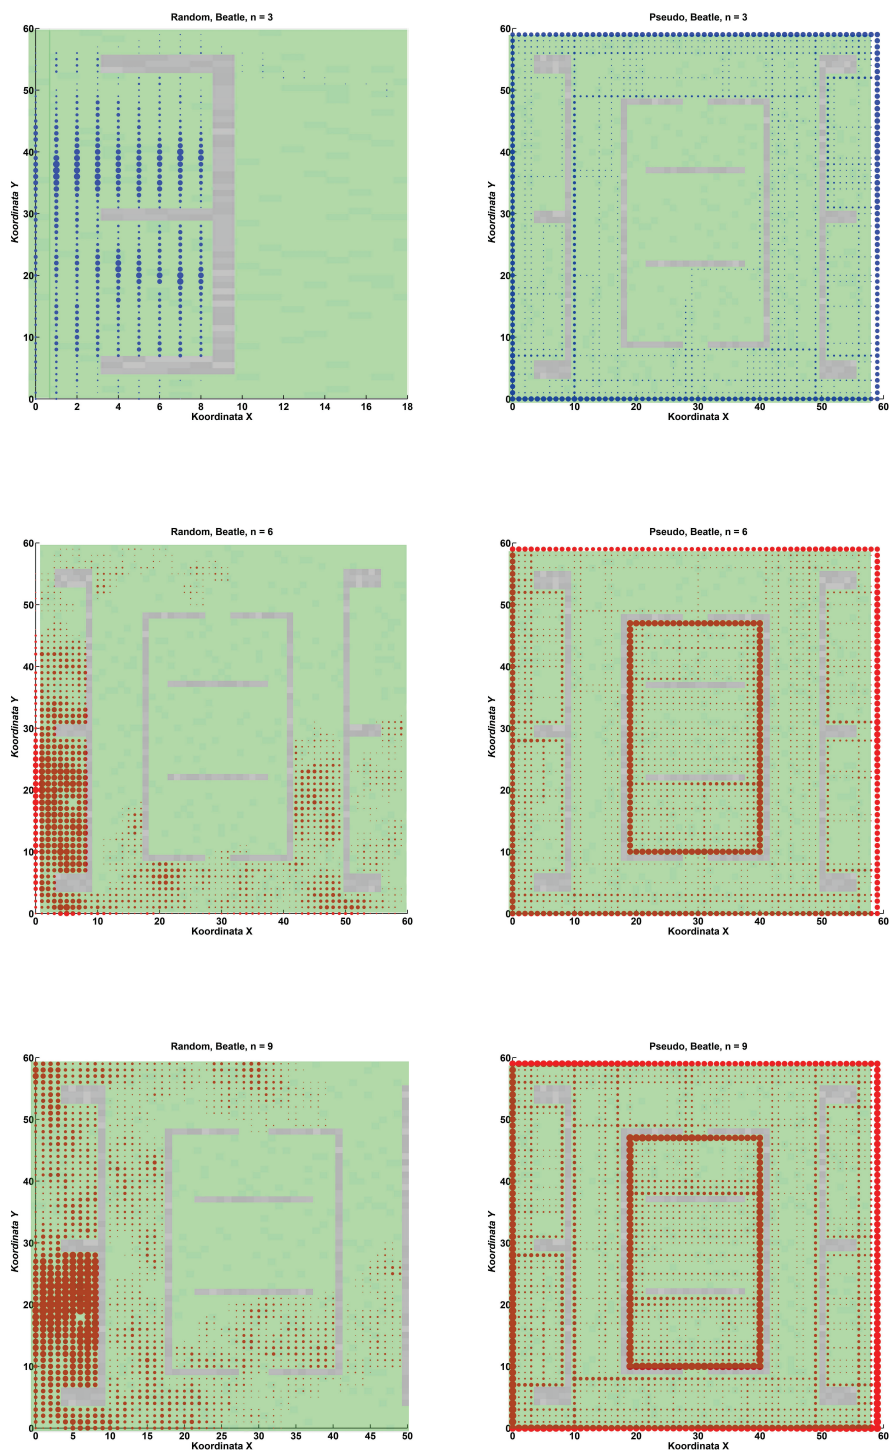 Random, Beatle, n = 3
60
50
40
30
20
10
0
Koordinata Y
0 2 4 6 8 10 12 14 16 18
Koordinata X
Pseudo, Beatle, n = 3
60
50
40
30
20
10
0
Koordinata Y
0 10 20 30 40 50 60
Koordinata X
Random, Beatle, n = 6
60
50
40
30
20
10
0
Koordinata Y
0 10 20 30 40 50 60
Koordinata X
Pseudo, Beatle, n = 6
60
50
40
30
20
10
0
Koordinata Y
0 10 20 30 40 50 60
Koordinata X
Random, Beatle, n = 9
60
50
40
30
20
10
0
Koordinata Y
0 5 10 15 20 25 30 35 40 45 50
Koordinata X
Pseudo, Beatle, n = 9
60
50
40
30
20
10
0
Koordinata Y
0 10 20 30 40 50 60
Koordinata X